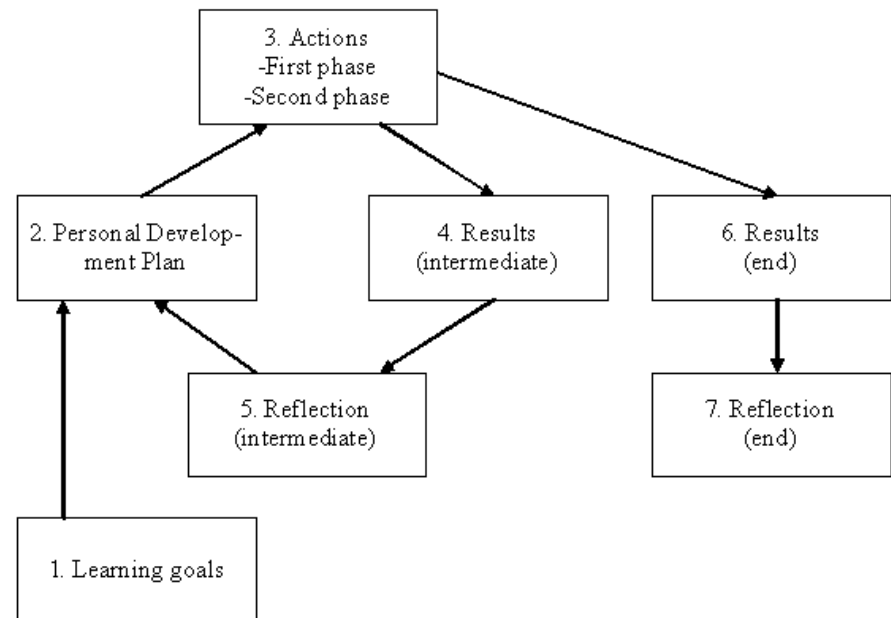 3. Actions
-First phase
-Second phase
2. Personal Develop-
ment Plan
4. Results
(intermediate)
6. Results
(end)
5. Reflection
(intermediate)
7. Reflection
(end)
1. Learning goals